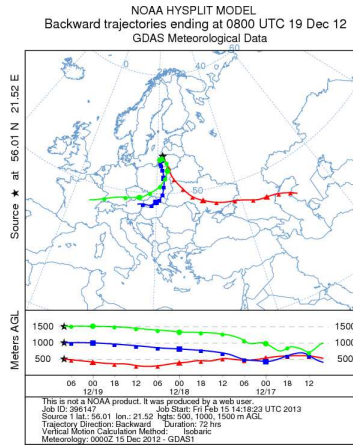 NOAA HYSPLIT MODEL
Backward trajectories ending at 0800 UTC 19 Dec 12
GDAS Meteorological Data
Source ★ at 56.01 N 21.52 E
0
20
40
60
50
Meters AGL
1500 1500
1000 1000
500 500
06 00 18 12 06 00 18 12 06 00 18 12
12/19 12/18 12/17
This is not a NOAA product. It was produced by a web user.
Job ID: 396147 Job Start: Fri Feb 15 14:18:23 UTC 2013
Source 1 lat.: 56.01 lon.: 21.52 hgts: 500, 1000, 1500 m AGL
Trajectory Direction: Backward Duration: 72 hrs
Vertical Motion Calculation Method: Isobaric
Meteorology: 0000Z 15 Dec 2012 - GDAS1